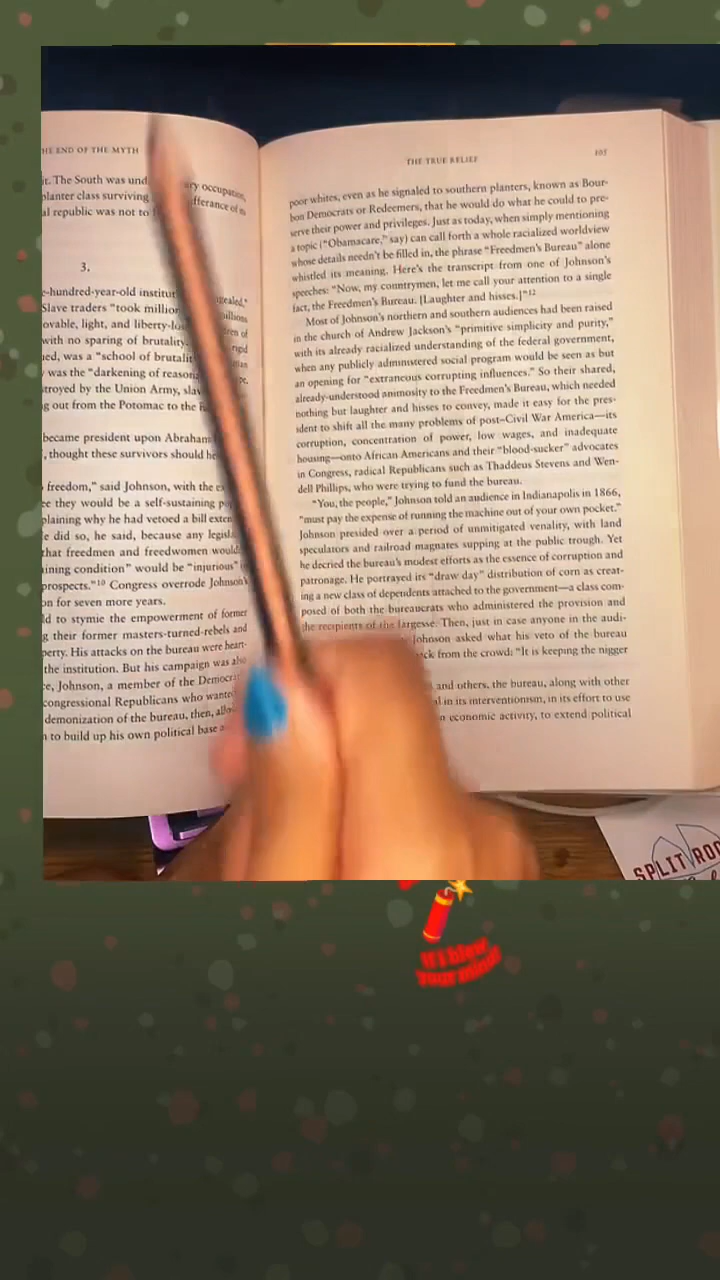 HE END OF THE MYTH
it. The South was und ary occupation,
planter class surviving fferance of its
al republic was not to
3.
e-hundred-year-old institut ngealed,"
Slave traders "took million millions
ovable, light, and liberty-lo dren of
with no sparing of brutality. rigid
ned, was a "school of brutalit
was the "darkening of reason
troyed by the Union Army, slav
g out from the Potomac to the
became president upon Abraham
, thought these survivors should he
freedom," said Johnson, with the ex
ee they would be a self-sustaining p
plaining why he had vetoed a bill exten
e did so, he said, because any legisla
that freedmen and freedwomen would
ining condition" would be "injurious"
prospects."10 Congress overrode Johnson's
on for seven more years.
ld to stymie the empowerment of former
g their former masters-turned-rebels and
perty. His attacks on the bureau were heart-
the institution. But his campaign was also
e, Johnson, a member of the Democra
congressional Republicans who wanted
demonization of the bureau, then, allo
n to build up his own political base a
THE TRUE RELIEF 105
poor whites, even as he signaled to southern planters, known as Bour-
bon Democrats or Redeemers, that he would do what he could to pre-
serve their power and privileges. Just as today, when simply mentioning
a topic ("Obamacare," say) can call forth a whole racialized worldview
whose details needn't be filled in, the phrase "Freedmen's Bureau" alone
whistled its meaning. Here's the transcript from one of Johnson's
speeches: "Now, my countrymen, let me call your attention to a single
fact, the Freedmen's Bureau. [Laughter and hisses.]"12
Most of Johnson's northern and southern audiences had been raised
in the church of Andrew Jackson's "primitive simplicity and purity,"
with its already racialized understanding of the federal government,
when any publicly administered social program would be seen as but
an opening for "extraneous corrupting influences." So their shared,
already-understood animosity to the Freedmen's Bureau, which needed
nothing but laughter and hisses to convey, made it easy for the pres-
ident to shift all the many problems of post–Civil War America—its
corruption, concentration of power, low wages, and inadequate
housing—onto African Americans and their "blood-sucker" advocates
in Congress, radical Republicans such as Thaddeus Stevens and Wen-
dell Phillips, who were trying to fund the bureau.
"You, the people," Johnson told an audience in Indianapolis in 1866,
"must pay the expense of running the machine out of your own pocket."
Johnson presided over a period of unmitigated venality, with land
speculators and railroad magnates supping at the public trough. Yet
he decried the bureau's modest efforts as the essence of corruption and
patronage. He portrayed its "draw day" distribution of corn as creat-
ing a new class of dependents attached to the government—a class com-
posed of both the bureaucrats who administered the provision and
the recipients of the largesse. Then, just in case anyone in the audi-
Johnson asked what his veto of the bureau
ck from the crowd: "It is keeping the nigger
and others, the bureau, along with other
al in its interventionism, in its effort to use
n economic activity, to extend political
SPLIT ROC
It'll blow
Your mind!